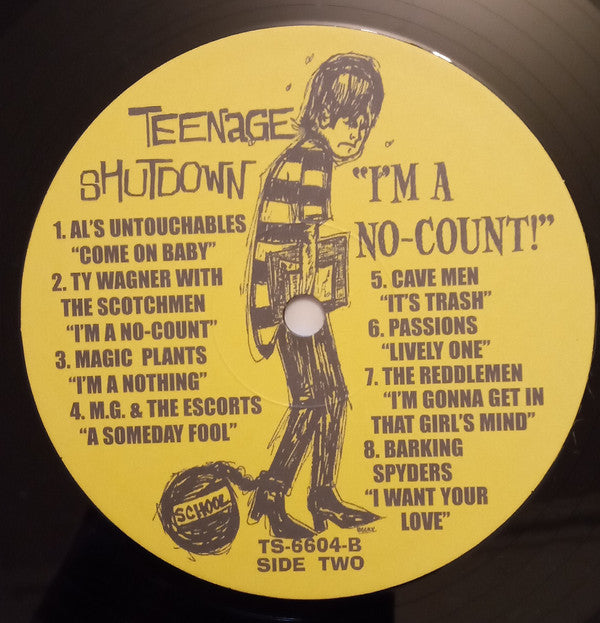 TEENAGE
SHUTDOWN
"I'M A
NO-COUNT!"
1. AL'S UNTOUCHABLES
"COME ON BABY"
2. TY WAGNER WITH
THE SCOTCHMEN
"I'M A NO-COUNT"
3. MAGIC PLANTS
"I'M A NOTHING"
4. M.G. & THE ESCORTS
"A SOMEDAY FOOL"
5. CAVE MEN
"IT'S TRASH"
6. PASSIONS
"LIVELY ONE"
7. THE REDDLEMEN
"I'M GONNA GET IN
THAT GIRL'S MIND"
8. BARKING
SPYDERS
"I WANT YOUR
LOVE"
SCHOOL
TS-6604-B
SIDE TWO